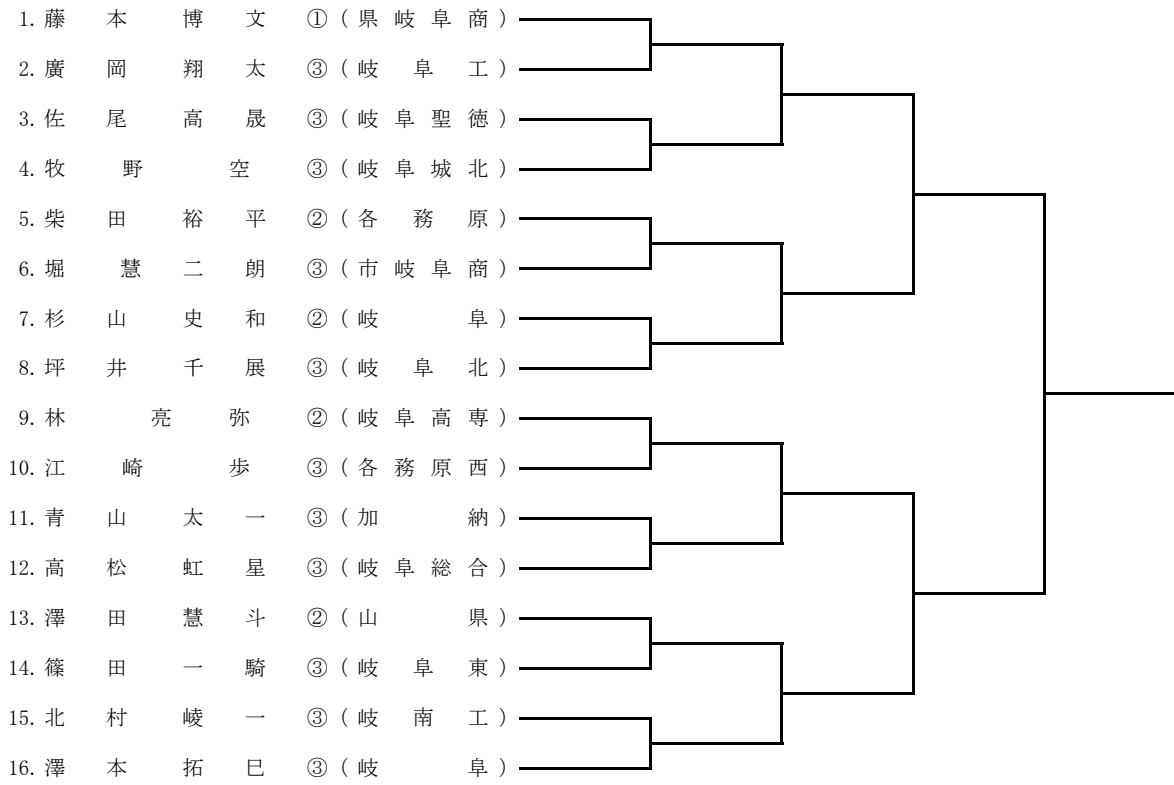 1. 藤本博文 ① (県岐阜商)
2. 廣岡翔太 ③ (岐阜工)
3. 佐尾高晟 ③ (岐阜聖徳)
4. 牧野空 ③ (岐阜城北)
5. 柴田裕平 ② (各務原)
6. 堀慧二朗 ③ (市岐阜商)
7. 杉山史和 ② (岐阜)
8. 坪井千展 ③ (岐阜北)
9. 林亮弥 ② (岐阜高専)
10. 江崎歩 ③ (各務原西)
11. 青山太一 ③ (加納)
12. 高松虹星 ③ (岐阜総合)
13. 澤田慧斗 ② (山県)
14. 篠田一騎 ③ (岐阜東)
15. 北村崚一 ③ (岐南工)
16. 澤本拓巳 ③ (岐阜)